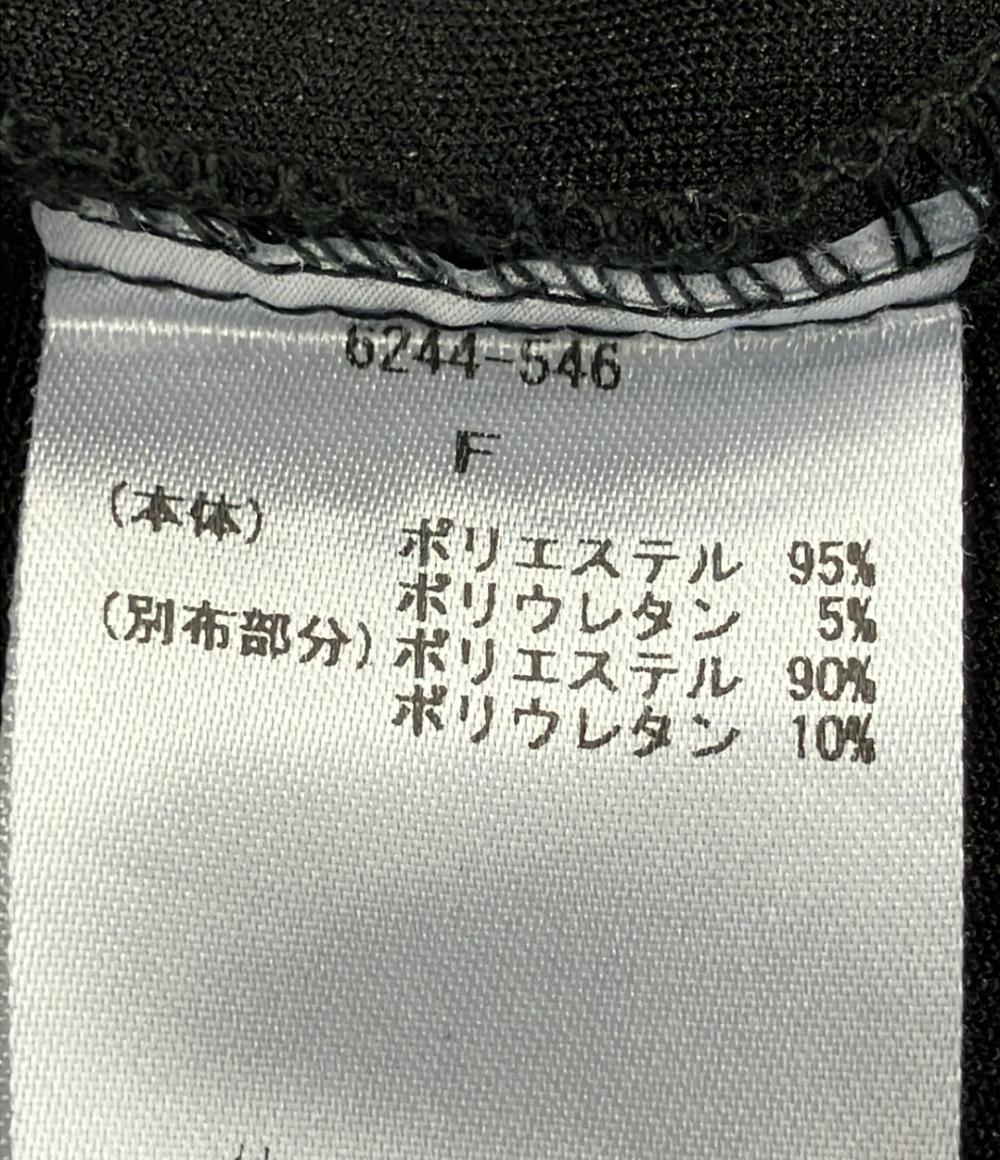 6244-546
F
(本体) ポリエステル 95%
ポリウレタン 5%
(別布部分) ポリエステル 90%
ポリウレタン 10%